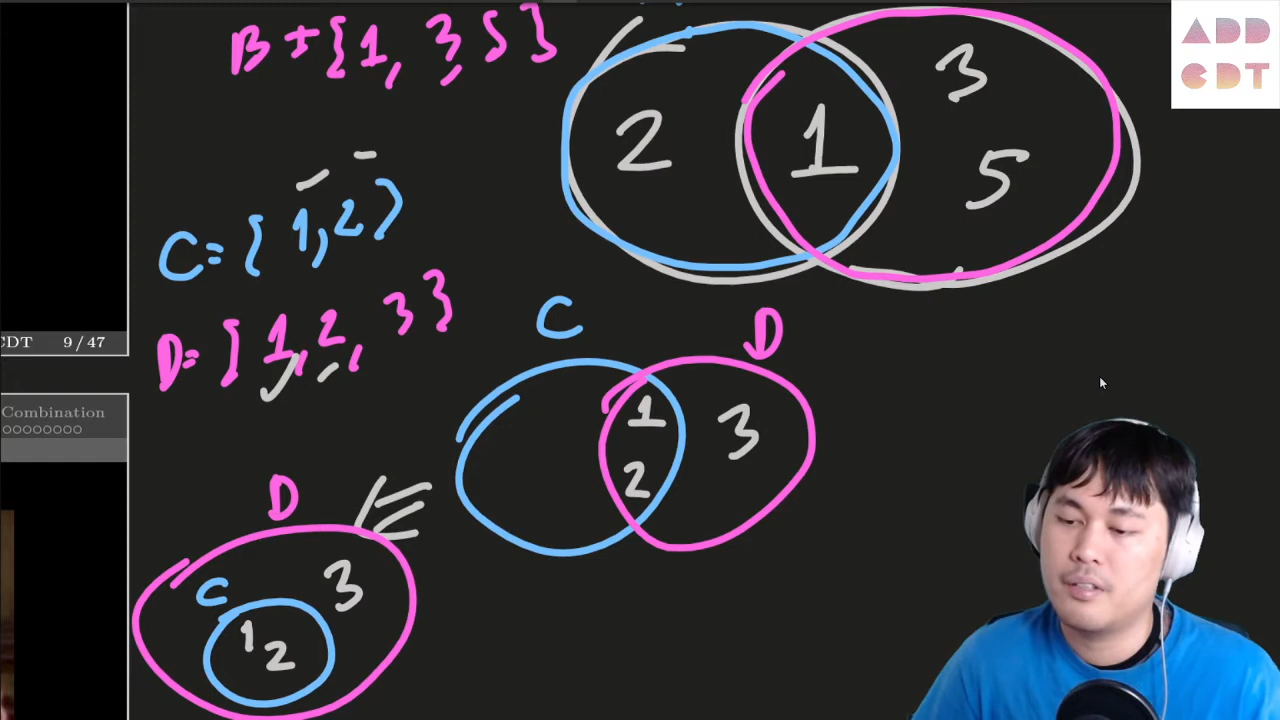 B = {1, 3 5}
ADD
CDT
2
1
3
5
C = { 1, 2 }
D = { 1, 2, 3 }
C
D
1
3
2
CDT 9/47
Combination
D
C
3
1
2